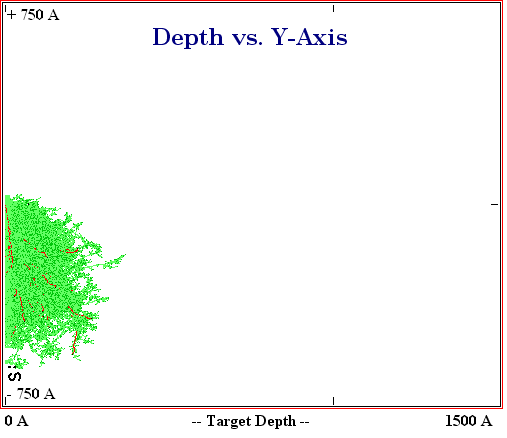 + 750 A
Depth vs. Y-Axis
- 750 A
0 A
-- Target Depth --
1500 A